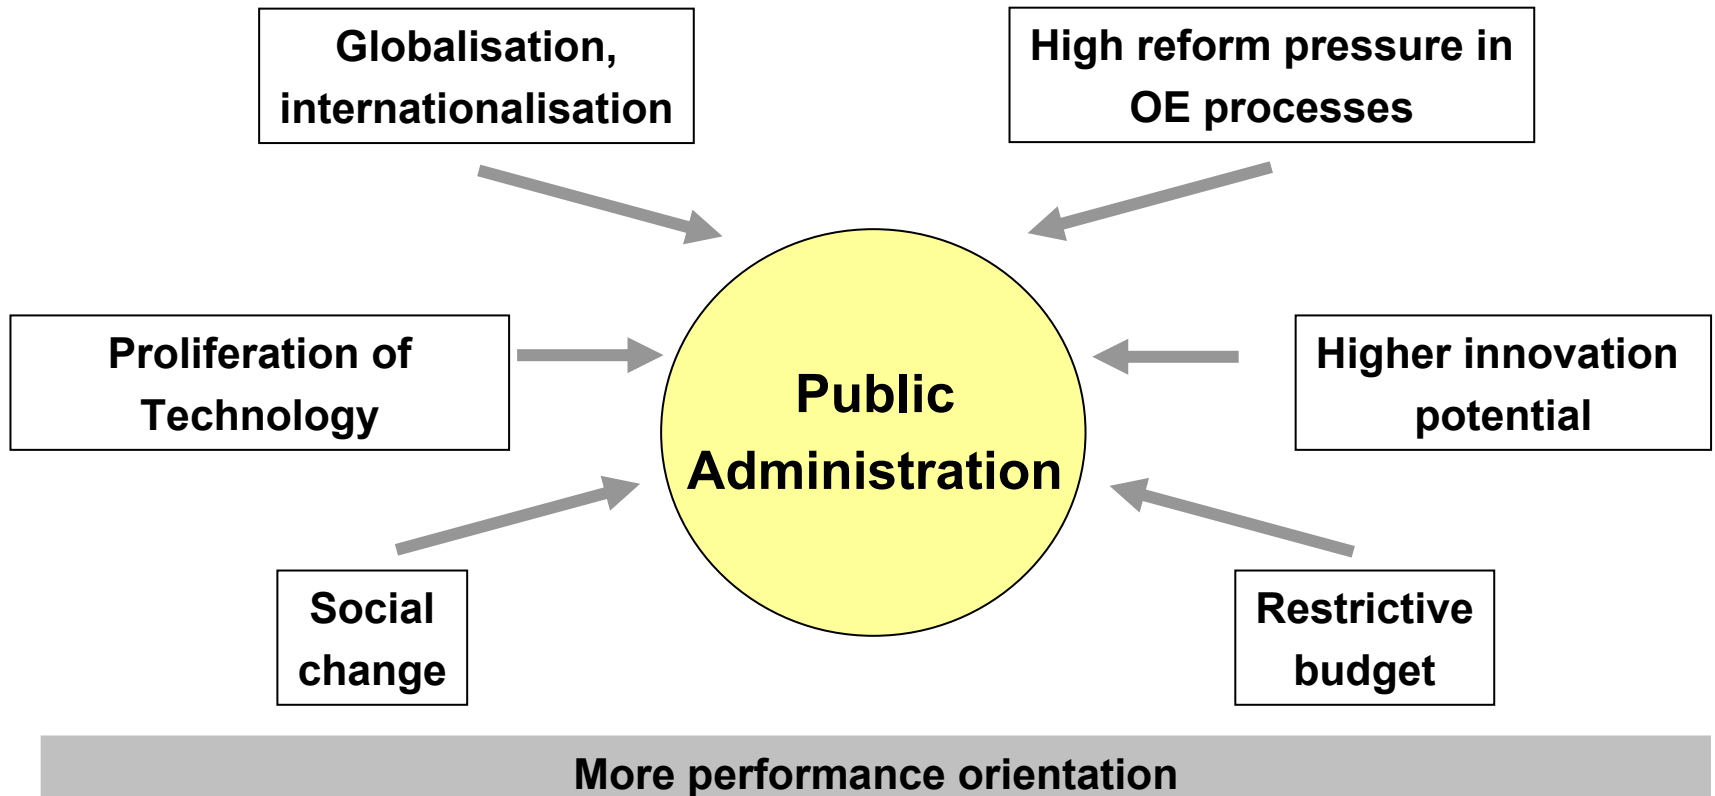 Globalisation,
internationalisation
High reform pressure in
OE processes
Proliferation of
Technology
Public
Administration
Higher innovation
potential
Social
change
Restrictive
budget
More performance orientation